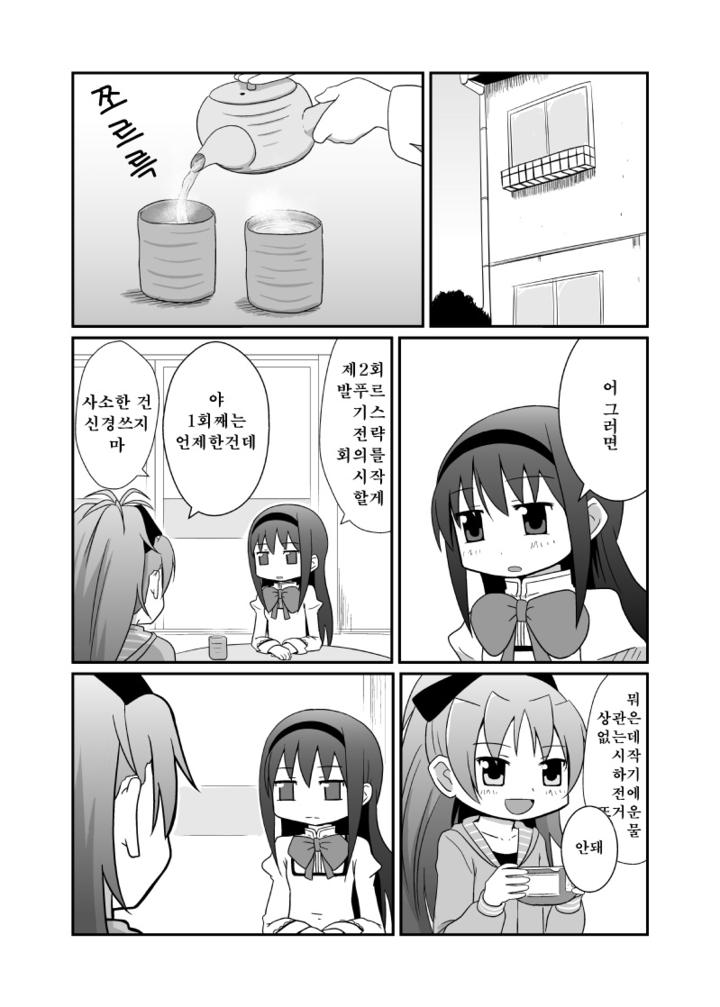 쪼르륵
어
그러면
제2회
발푸르
기스
전략
회의를
시작
할게
야
1회째는
언제한건데
사소한 건
신경쓰지
마
뭐
상관은
없는데
시작
하기
전에
뜨거운
물
안돼